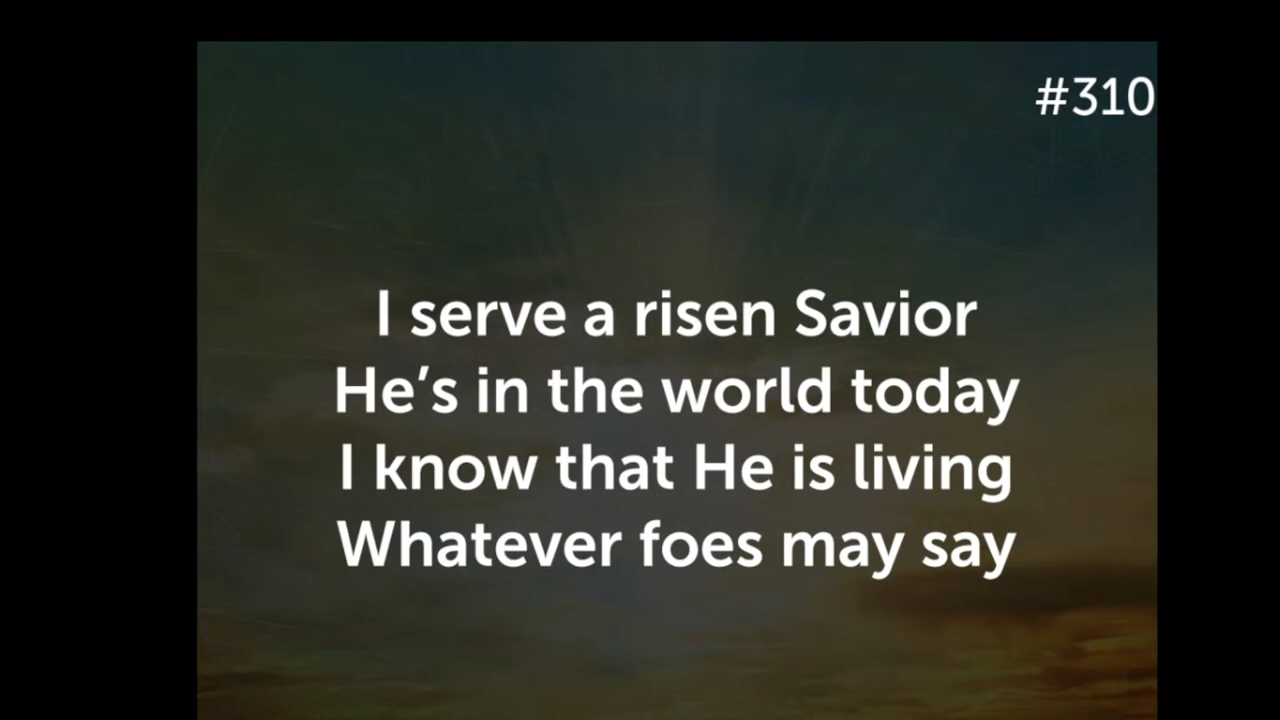 #310
I serve a risen Savior
He’s in the world today
I know that He is living
Whatever foes may say